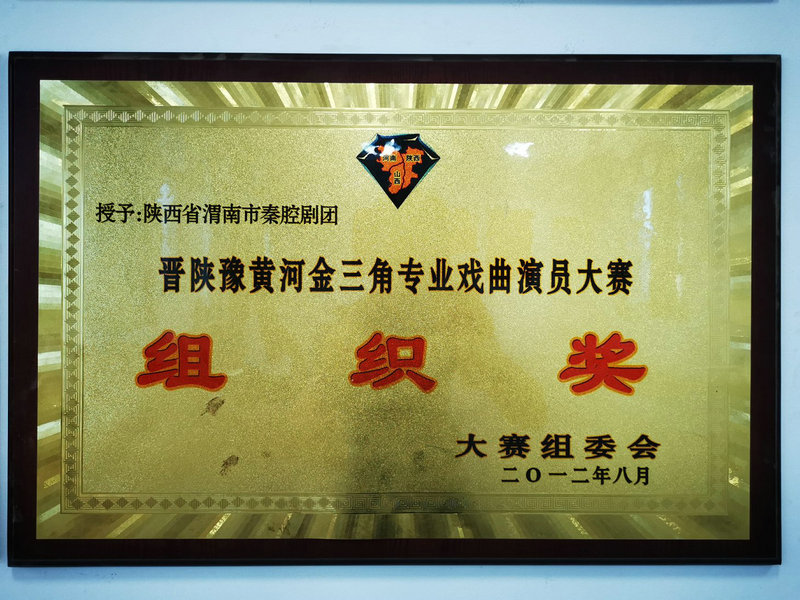 河南 陕西
山西
授予:陕西省渭南市秦腔剧团
晋陕豫黄河金三角专业戏曲演员大赛
组织奖
大赛组委会
二〇一二年八月